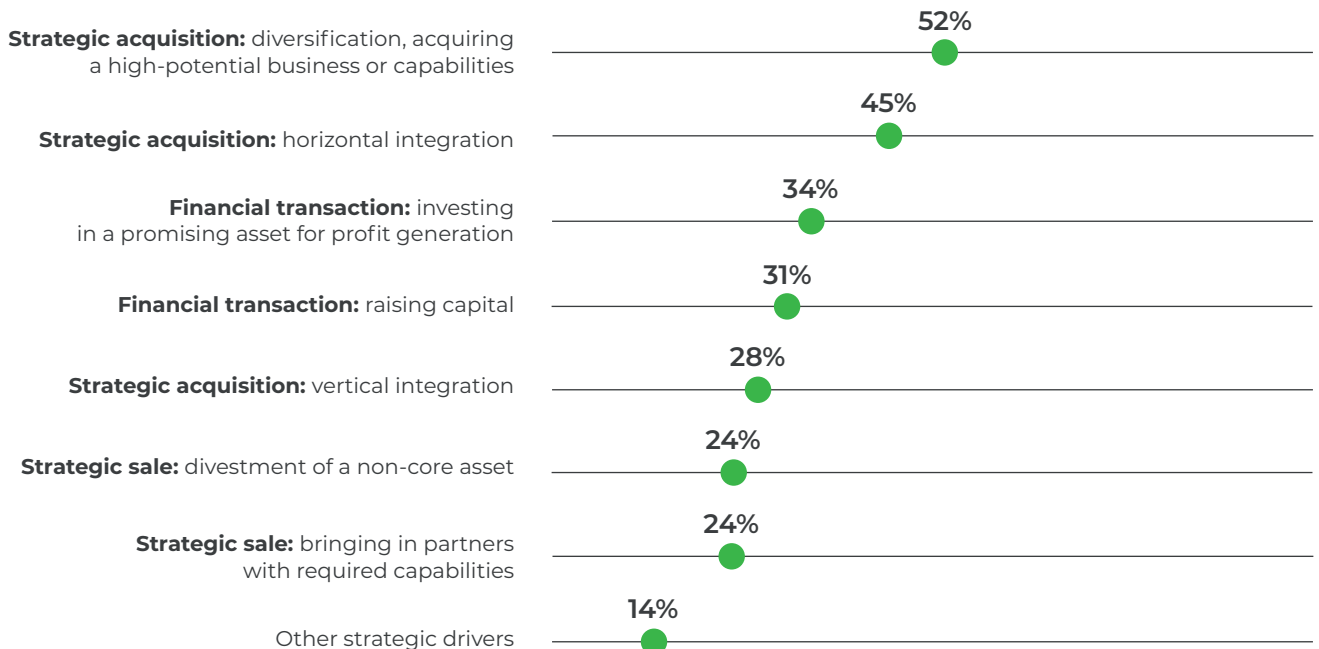 52%
Strategic acquisition: diversification, acquiring
a high-potential business or capabilities
45%
Strategic acquisition: horizontal integration
34%
Financial transaction: investing
in a promising asset for profit generation
31%
Financial transaction: raising capital
28%
Strategic acquisition: vertical integration
24%
Strategic sale: divestment of a non-core asset
24%
Strategic sale: bringing in partners
with required capabilities
14%
Other strategic drivers